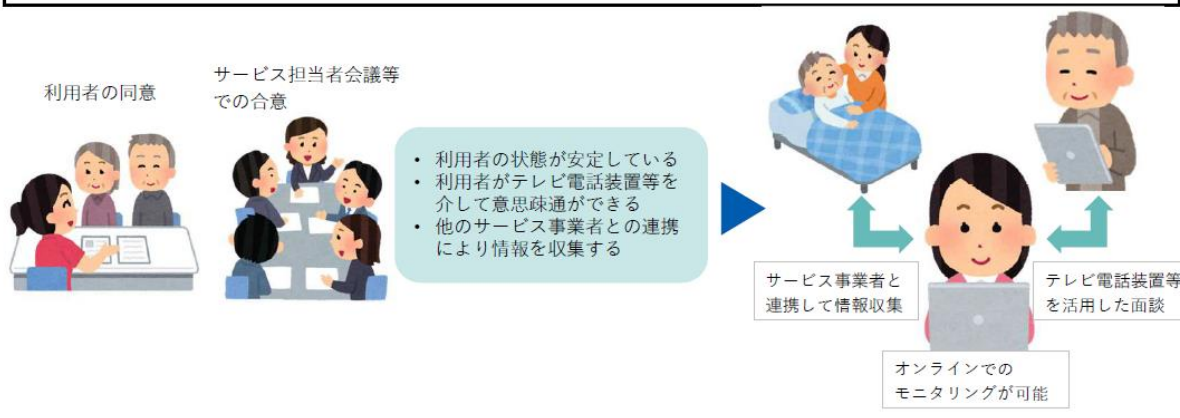 利用者の同意
サービス担当者会議等
での合意
• 利用者の状態が安定している
• 利用者がテレビ電話装置等を
介して意思疎通ができる
• 他のサービス事業者との連携
により情報を収集する
サービス事業者と
連携して情報収集
テレビ電話装置等
を活用した面談
オンラインでの
モニタリングが可能